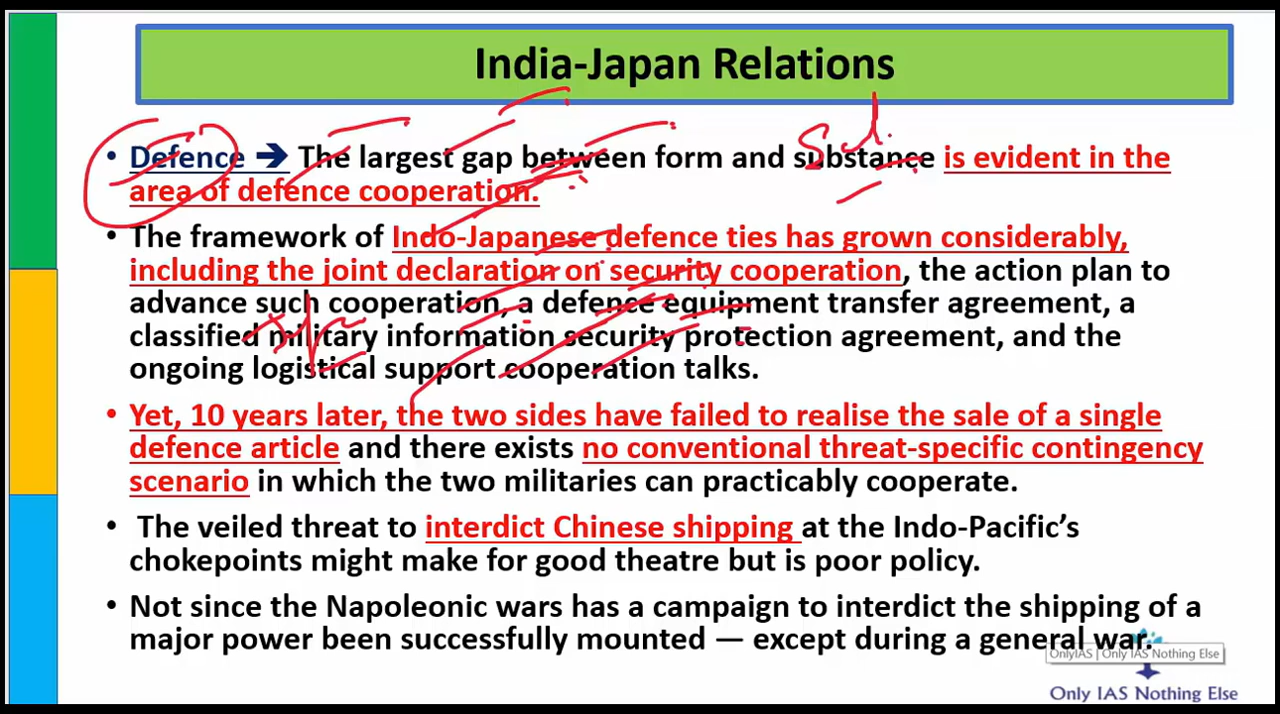 India-Japan Relations
• Defence ➔ The largest gap between form and substance is evident in the
area of defence cooperation.
• The framework of Indo-Japanese defence ties has grown considerably,
including the joint declaration on security cooperation, the action plan to
advance such cooperation, a defence equipment transfer agreement, a
classified military information security protection agreement, and the
ongoing logistical support cooperation talks.
• Yet, 10 years later, the two sides have failed to realise the sale of a single
defence article and there exists no conventional threat-specific contingency
scenario in which the two militaries can practicably cooperate.
• The veiled threat to interdict Chinese shipping at the Indo-Pacific's
chokepoints might make for good theatre but is poor policy.
• Not since the Napoleonic wars has a campaign to interdict the shipping of a
major power been successfully mounted — except during a general war.
OnlyIAS | Only IAS Nothing Else
Only IAS Nothing Else